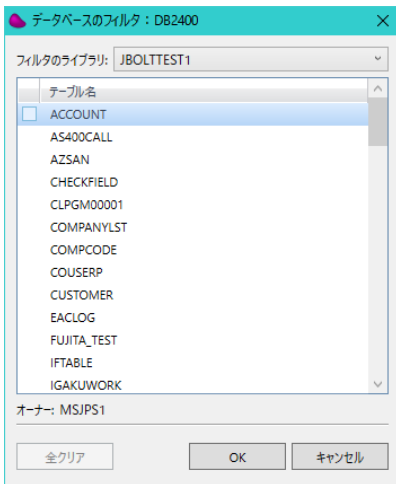 データベースのフィルタ：DB2400
フィルタのライブラリ: JBOLTTEST1
テーブル名
ACCOUNT
AS400CALL
AZSAN
CHECKFIELD
CLPGM00001
COMPANYLST
COMPCODE
COUSERP
CUSTOMER
EACLOG
FUJITA_TEST
IFTABLE
IGAKUWORK
オーナー: MSJPS1
全クリア OK キャンセル